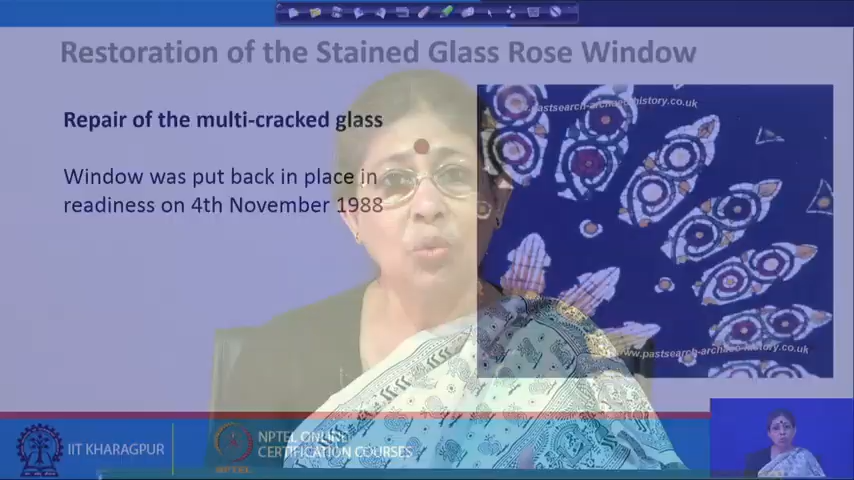 Restoration of the Stained Glass Rose Window
www.pastsearch-archaeo-history.co.uk
Repair of the multi-cracked glass
Window was put back in place in
readiness on 4th November 1988
www.pastsearch-archaeo-history.co.uk
IIT KHARAGPUR
NPTEL ONLINE
CERTIFICATION COURSES
NPTEL